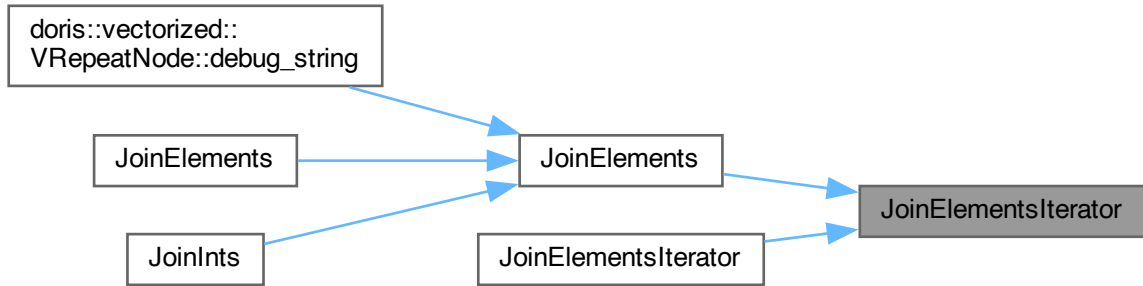 doris::vectorized::
VRepeatNode::debug_string
JoinElements
JoinElements
JoinElementsIterator
JoinInts
JoinElementsIterator